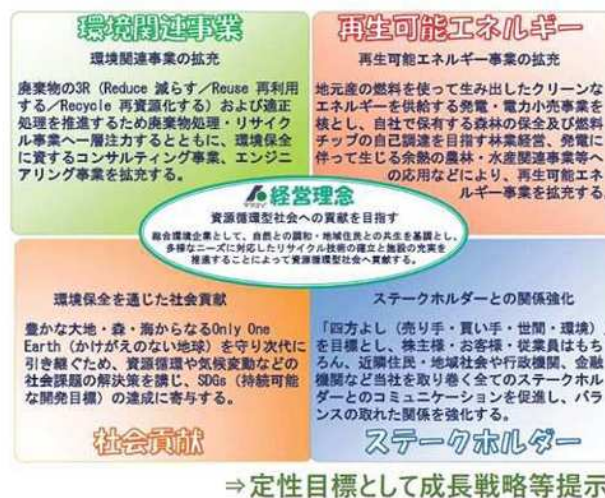 環境関連事業
環境関連事業の拡充
廃棄物の3R(Reduce 減らす/Reuse 再利用
する/Recycle 再資源化する)および適正
処理を推進するため廃棄物処理・リサイク
ル事業へ一層注力するとともに、環境保全
に資するコンサルティング事業、エンジニ
アリング事業を拡充する。
再生可能エネルギー
再生可能エネルギー事業の拡充
地元産の燃料を使って生み出したクリーンな
エネルギーを供給する発電・電力小売事業を
核とし、自社で保有する森林の保全及び燃料
チップの自己調達を目指す林業経営、発電に
伴って生じる余熱の農林・水産関連事業等へ
の応用などにより、再生可能エネ
ルギー事業を拡充する
経営理念
資源循環型社会への貢献を目指す
総合環境企業として、自然との調和・地域住民との共生を基調とし、
多様なニーズに対応したリサイクル技術の確立と施設の充実を
推進することによって資源循環型社会へ貢献する。
環境保全を通じた社会貢献
豊かな大地・森・海からなるOnly One
Earth(かけがえのない地球)を守り次代に
引き継ぐため、資源循環や気候変動などの
社会課題の解決策を講じ、SDGs(持続可能
な開発目標)の達成に寄与する。
社会貢献
ステークホルダーとの関係強化
「四方よし(売り手・買い手・世間・環境)
を目標とし、株主様・お客様・従業員はもち
ろん、近隣住民・地域社会や行政機関、金融
機関など当社を取り巻く全てのステークホル
ダーとのコミュニケーションを促進し、バラ
ンスの取れた関係を強化する。
ステークホルダー
⇒定性目標として成長戦略等提示